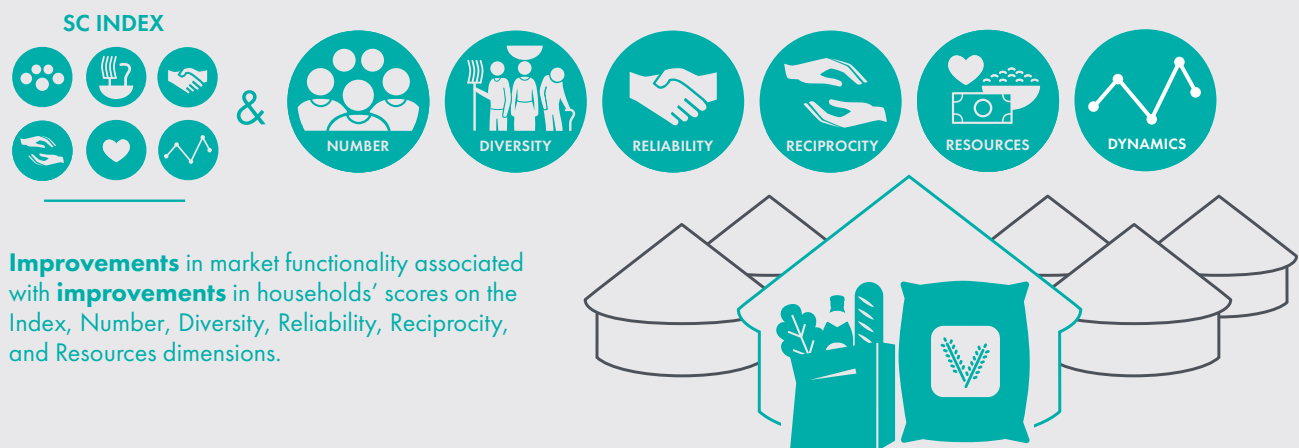 SC INDEX
&
NUMBER
DIVERSITY
RELIABILITY
RECIPROCITY
RESOURCES
DYNAMICS
Improvements in market functionality associated
with improvements in households’ scores on the
Index, Number, Diversity, Reliability, Reciprocity,
and Resources dimensions.